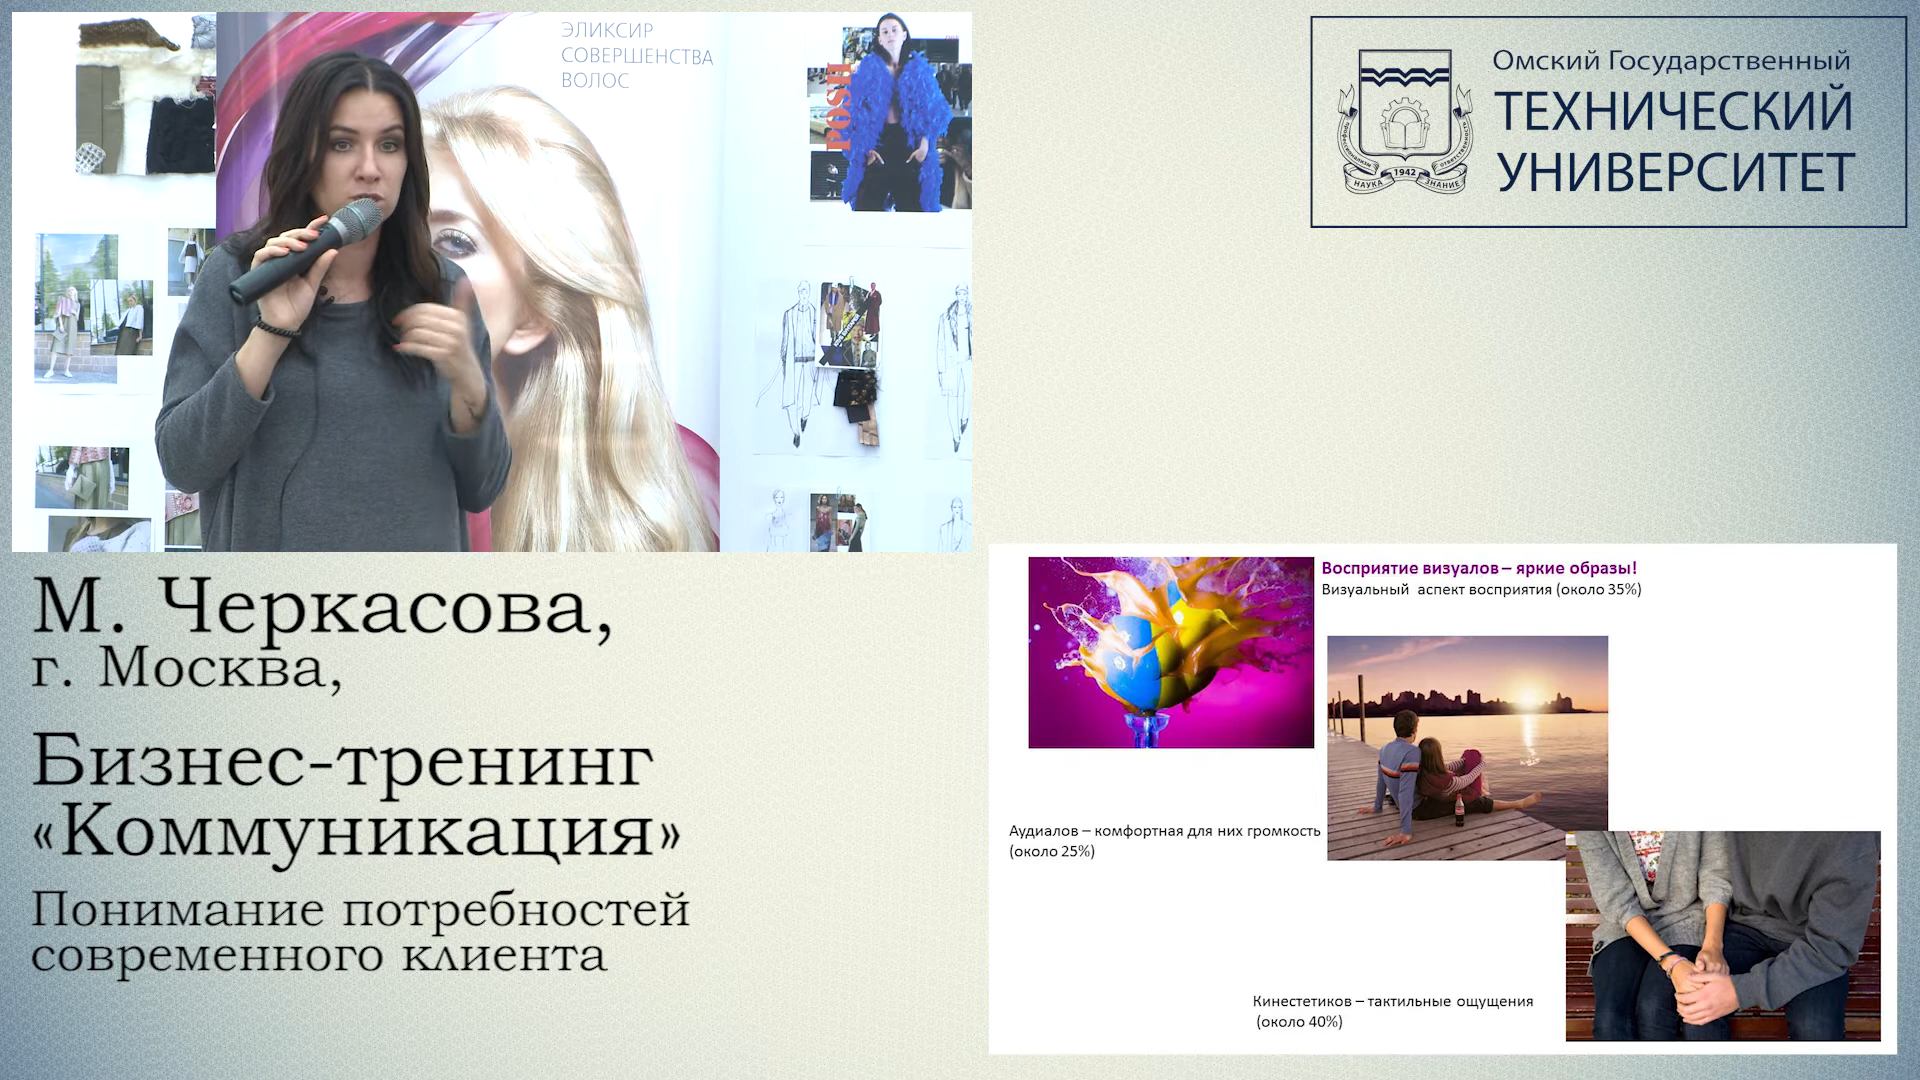 ЭЛИКСИР
СОВЕРШЕНСТВА
ВОЛОС
POSH
Омский Государственный
ТЕХНИЧЕСКИЙ
УНИВЕРСИТЕТ
профессионализм
ответственность
НАУКА
1942
ЗНАНИЕ
М. Черкасова,
г. Москва,
Бизнес-тренинг
«Коммуникация»
Понимание потребностей
современного клиента
Восприятие визуалов – яркие образы!
Визуальный аспект восприятия (около 35%)
Аудиалов – комфортная для них громкость
(около 25%)
Кинестетиков – тактильные ощущения
(около 40%)